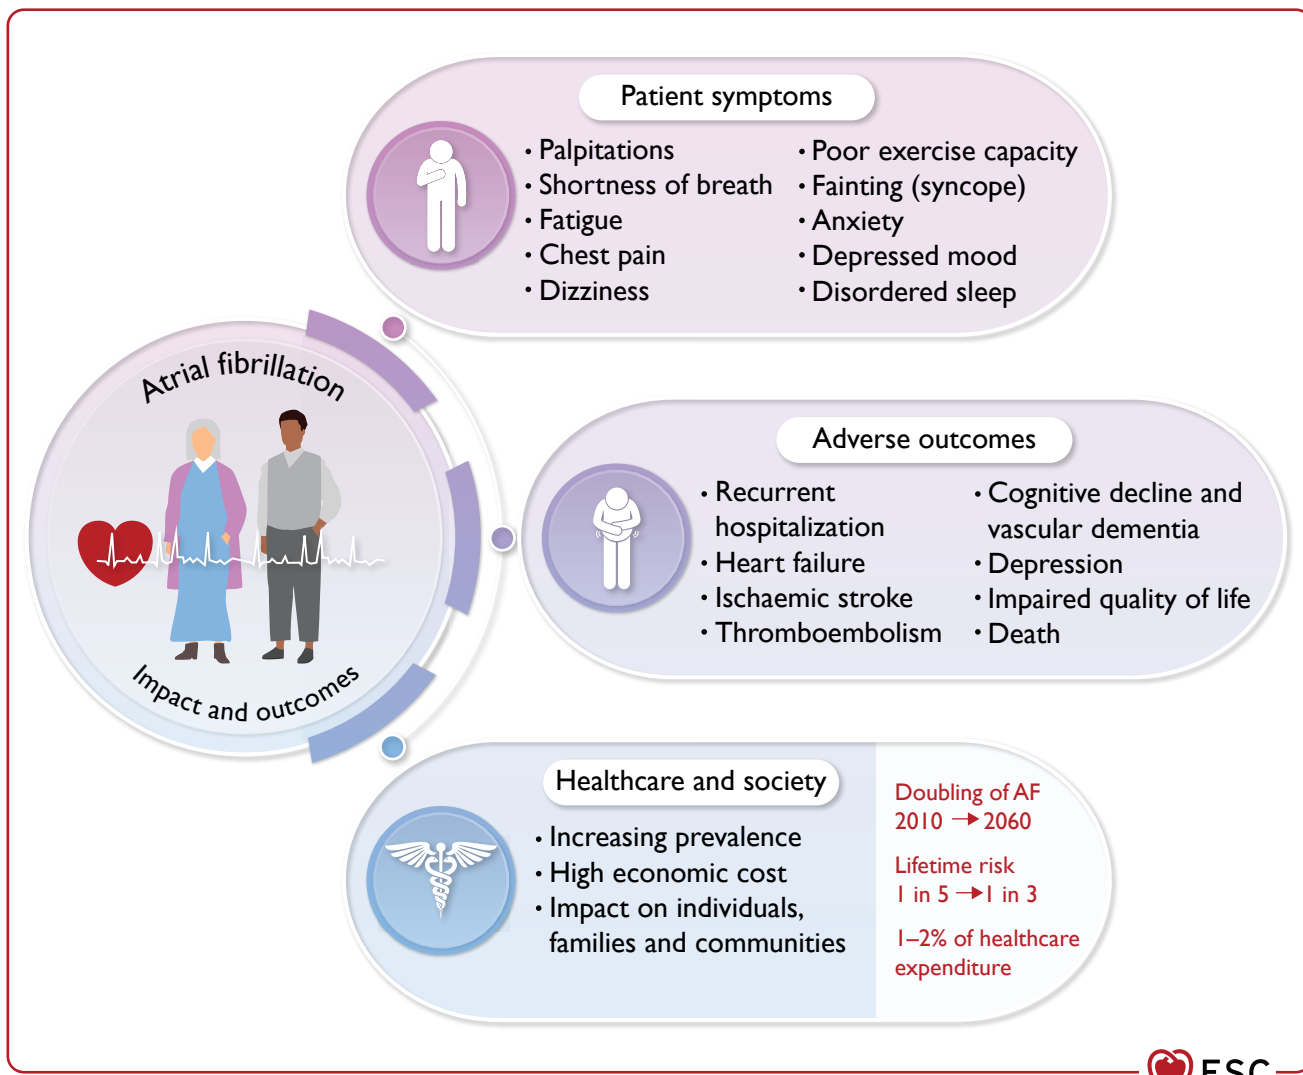 Patient symptoms
• Palpitations
• Shortness of breath
• Fatigue
• Chest pain
• Dizziness
• Poor exercise capacity
• Fainting (syncope)
• Anxiety
• Depressed mood
• Disordered sleep
Atrial fibrillation
Impact and outcomes
Adverse outcomes
• Recurrent
hospitalization
• Heart failure
• Ischaemic stroke
• Thromboembolism
• Cognitive decline and
vascular dementia
• Depression
• Impaired quality of life
• Death
Healthcare and society
• Increasing prevalence
• High economic cost
• Impact on individuals,
families and communities
Doubling of AF
2010 → 2060
Lifetime risk
1 in 5 → 1 in 3
1–2% of healthcare
expenditure
ESC